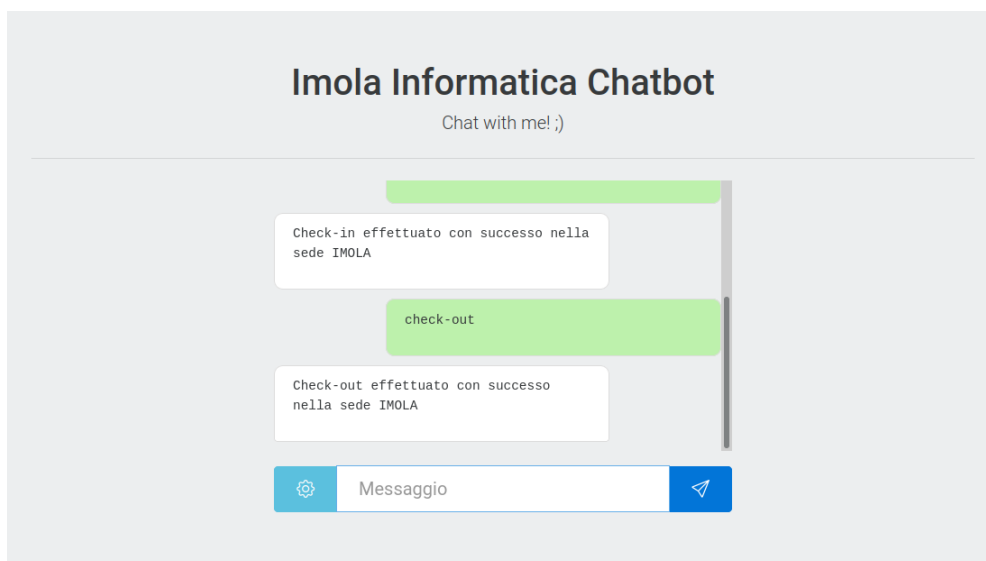 Imola Informatica Chatbot
Chat with me! ;)
Check-in effettuato con successo nella
sede IMOLA
check-out
Check-out effettuato con successo
nella sede IMOLA
Messaggio